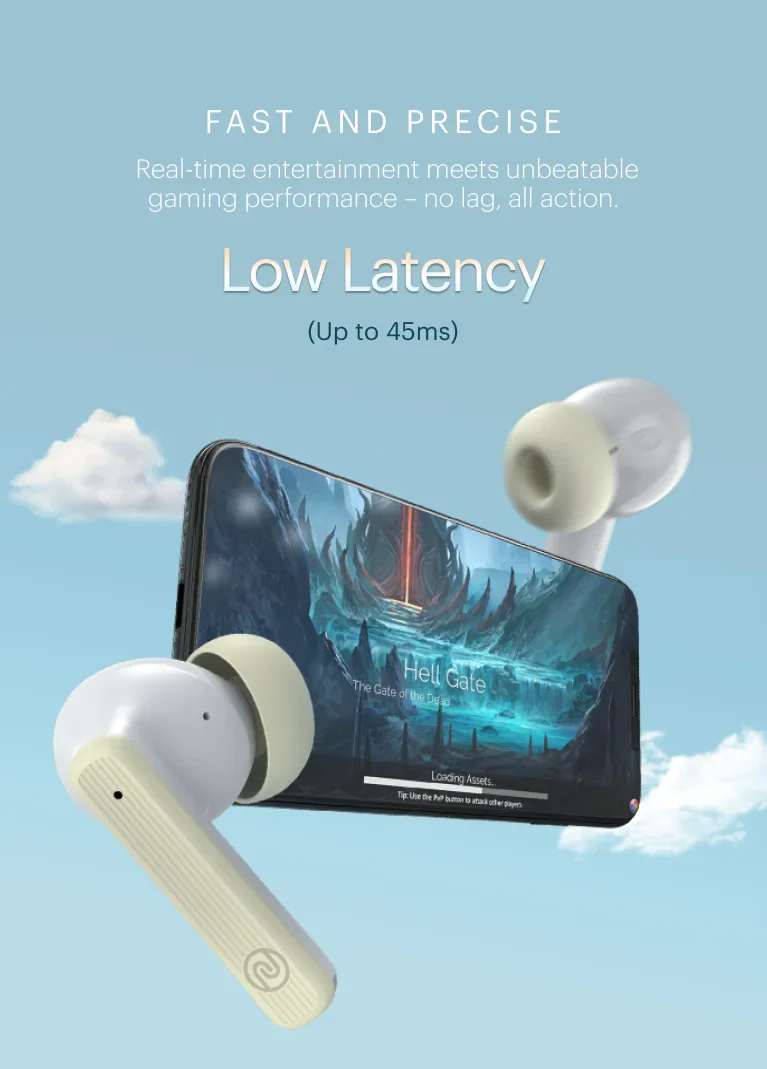 FAST AND PRECISE
Real-time entertainment meets unbeatable
gaming performance – no lag, all action.
Low Latency
(Up to 45ms)
Hell Gate
The Gate of the Dead
Loading Assets...
Tip: Use the PvP button to attack other players